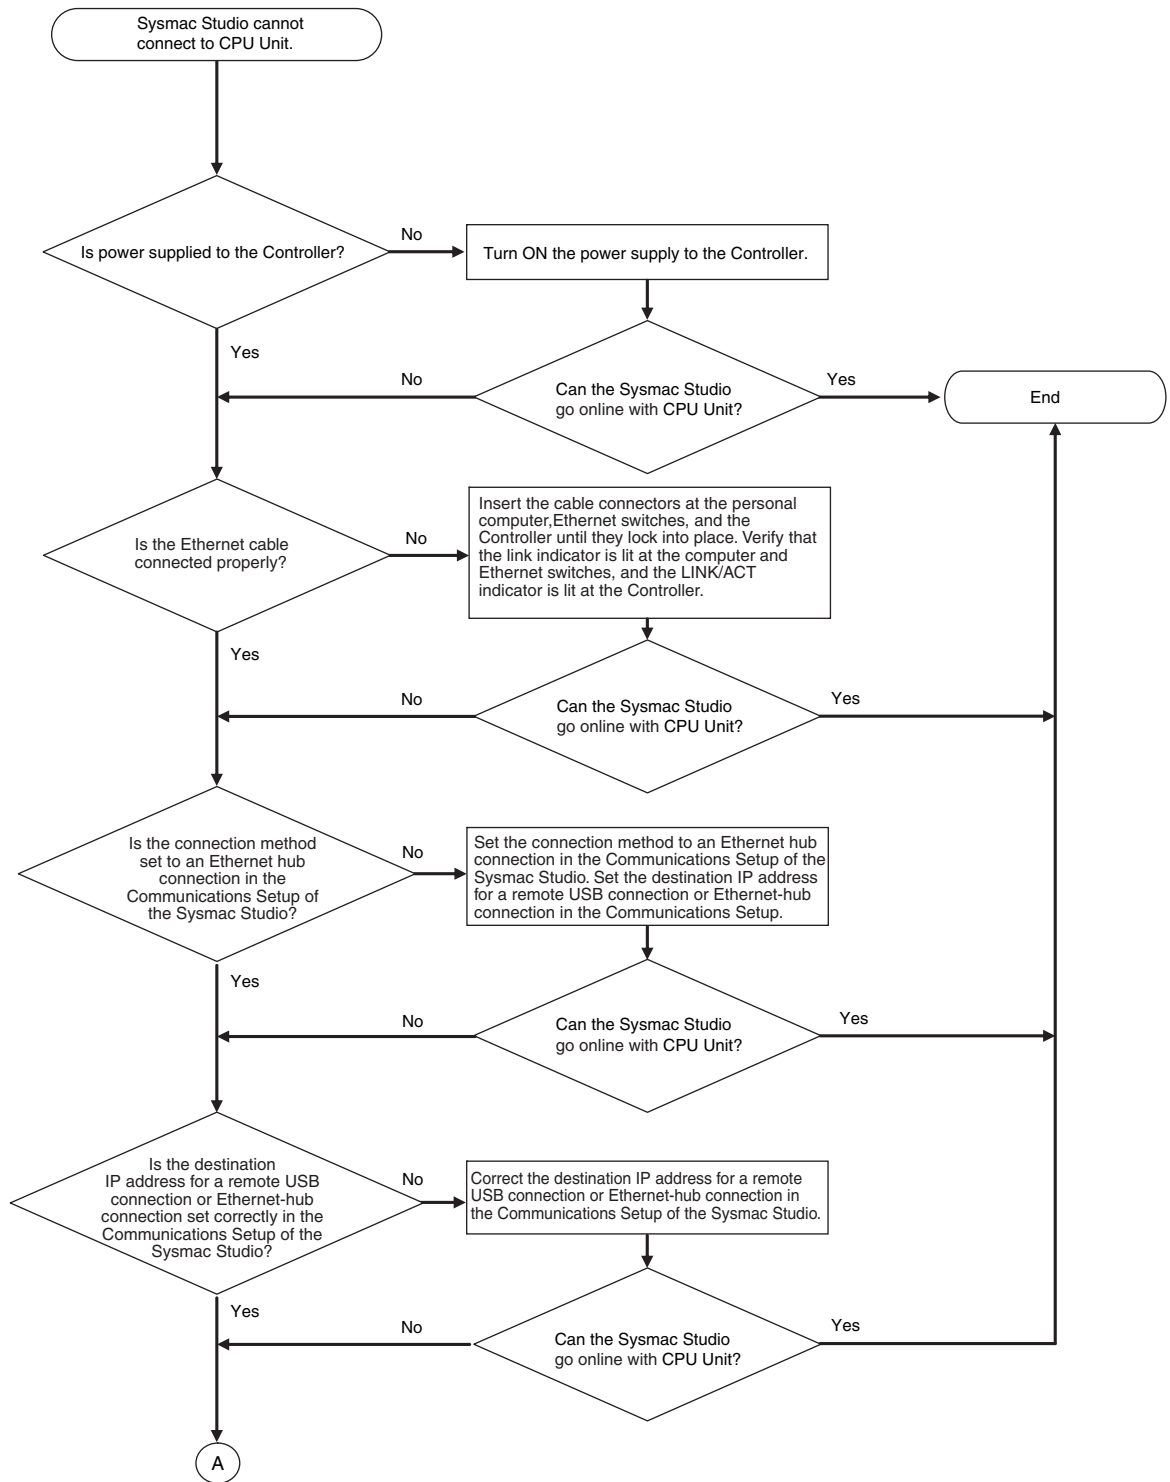 Sysmac Studio cannot
connect to CPU Unit.
Is power supplied to the Controller?
No
Turn ON the power supply to the Controller.
Yes
No
Can the Sysmac Studio
go online with CPU Unit?
Yes
End
Is the Ethernet cable
connected properly?
No
Insert the cable connectors at the personal
computer,Ethernet switches, and the
Controller until they lock into place. Verify that
the link indicator is lit at the computer and
Ethernet switches, and the LINK/ACT
indicator is lit at the Controller.
Yes
No
Can the Sysmac Studio
go online with CPU Unit?
Yes
Is the connection method
set to an Ethernet hub
connection in the
Communications Setup of
the Sysmac Studio?
No
Set the connection method to an Ethernet hub
connection in the Communications Setup of the
Sysmac Studio. Set the destination IP address
for a remote USB connection or Ethernet-hub
connection in the Communications Setup.
Yes
No
Can the Sysmac Studio
go online with CPU Unit?
Yes
Is the destination
IP address for a remote USB
connection or Ethernet-hub
connection set correctly in the
Communications Setup of the
Sysmac Studio?
No
Correct the destination IP address for a remote
USB connection or Ethernet-hub connection in
the Communications Setup of the Sysmac Studio.
Yes
No
Can the Sysmac Studio
go online with CPU Unit?
Yes
A